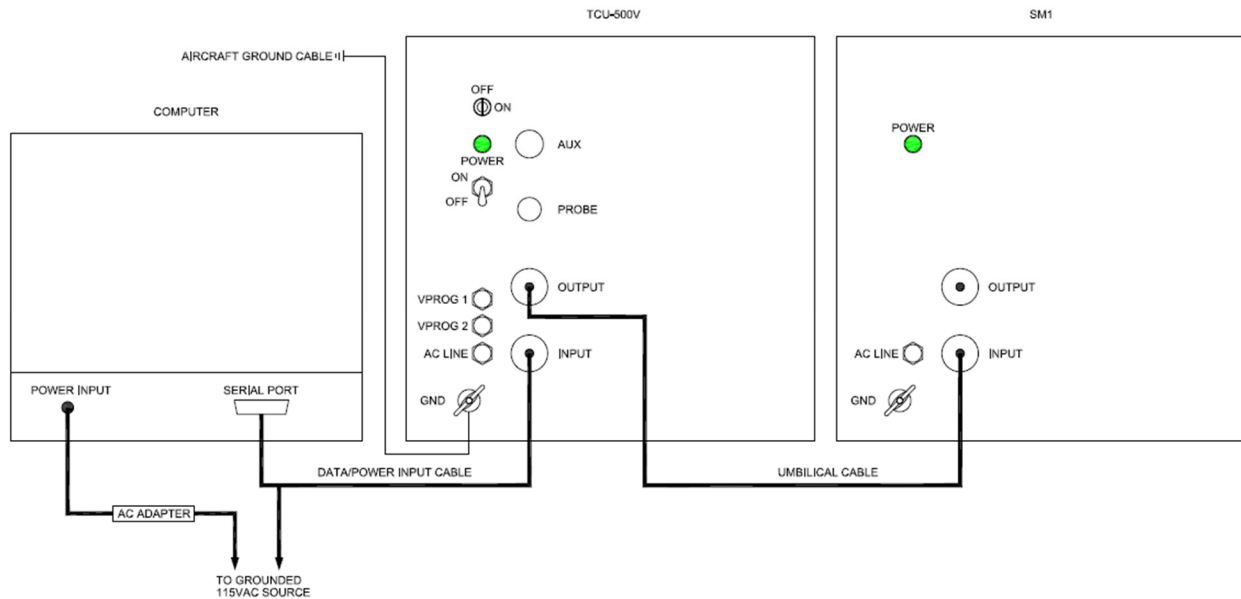 TCU-500V
SM1
AIRCRAFT GROUND CABLE
COMPUTER
OFF
ON
POWER
AUX
ON
OFF
PROBE
POWER
VPROG 1
VPROG 2
AC LINE
GND
OUTPUT
INPUT
OUTPUT
AC LINE
INPUT
GND
POWER INPUT
SERIAL PORT
DATA/POWER INPUT CABLE
UMBILICAL CABLE
AC ADAPTER
TO GROUNDED
115VAC SOURCE